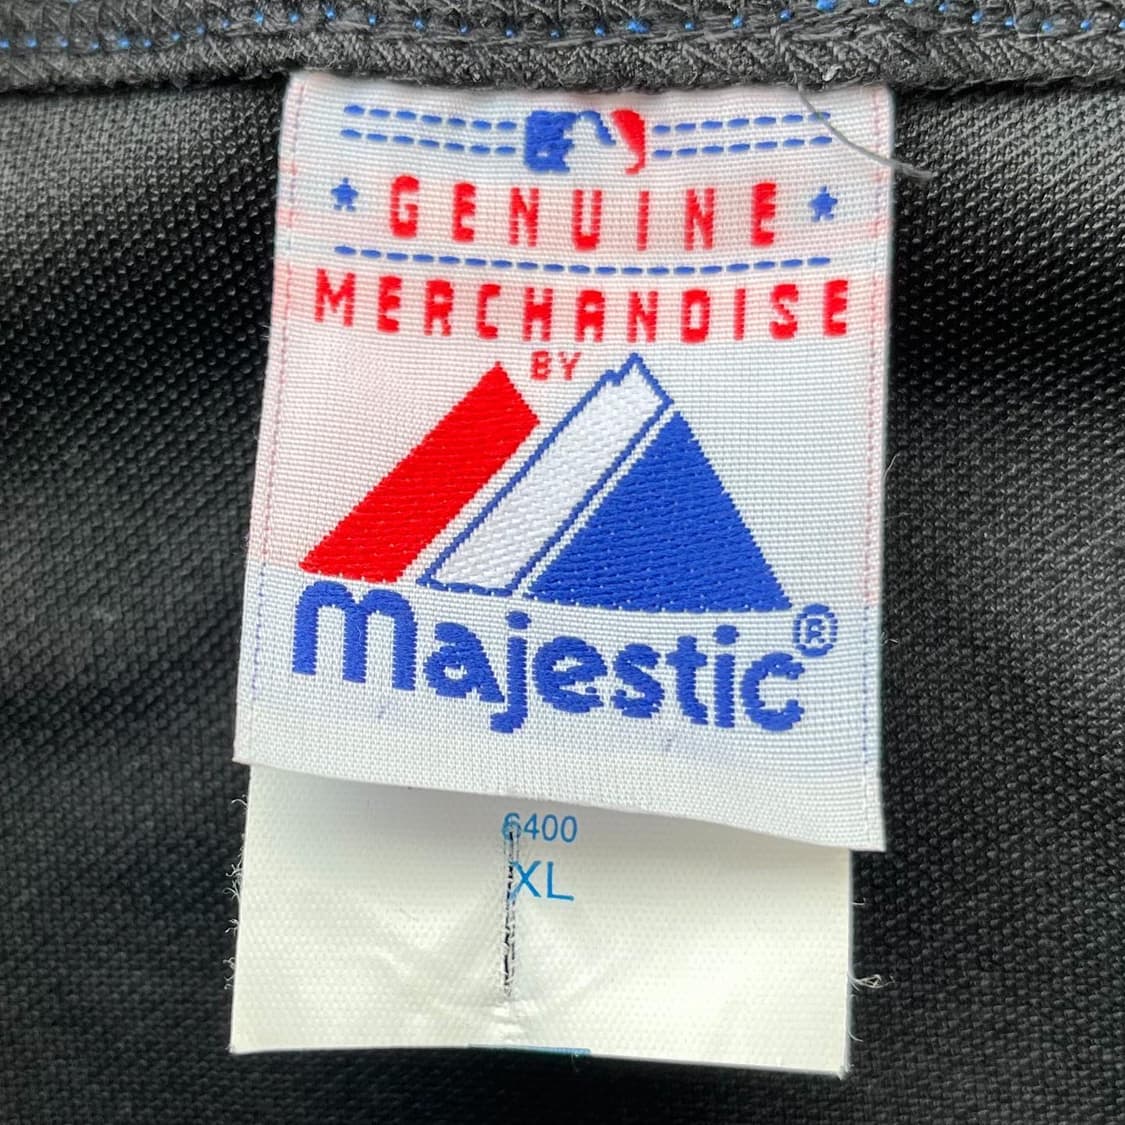 GENUINE
MERCHANDISE
BY
majestic®
6400
XL